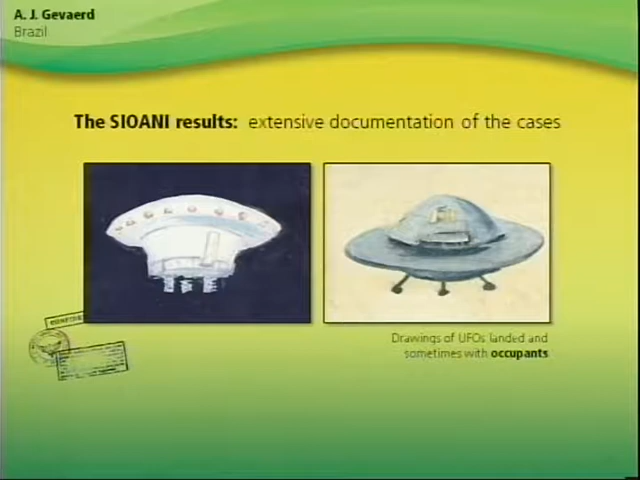 A. J. Gevaerd
Brazil
The SIOANI results: extensive documentation of the cases
Drawings of UFOs landed and
sometimes with occupants